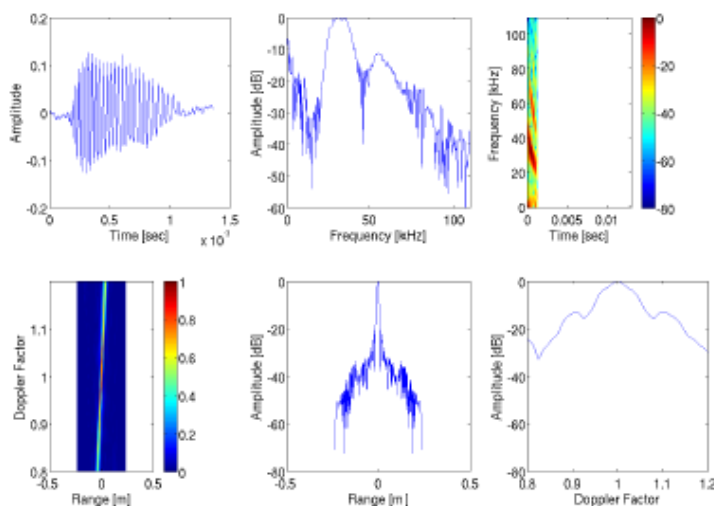 0.2
0.1
0
-0.1
-0.2
Amplitude
0 0.5 1 1.5
Time [sec]
x 10⁻³
0
-10
-20
-30
-40
-50
-60
Amplitude [dB]
0 50 100
Frequency [kHz]
100
80
60
40
20
0
Frequency [kHz]
0 0.005 0.01
Time [sec]
0
-20
-40
-60
-80
1.1
1
0.9
0.8
Doppler Factor
-0.5 0 0.5
Range [m]
1
0.8
0.6
0.4
0.2
0
0
-20
-40
-60
-80
Amplitude [dB]
-0.5 0 0.5
Range [m]
0
-20
-40
-60
-80
Amplitude [dB]
0.8 0.9 1 1.1 1.2
Doppler Factor